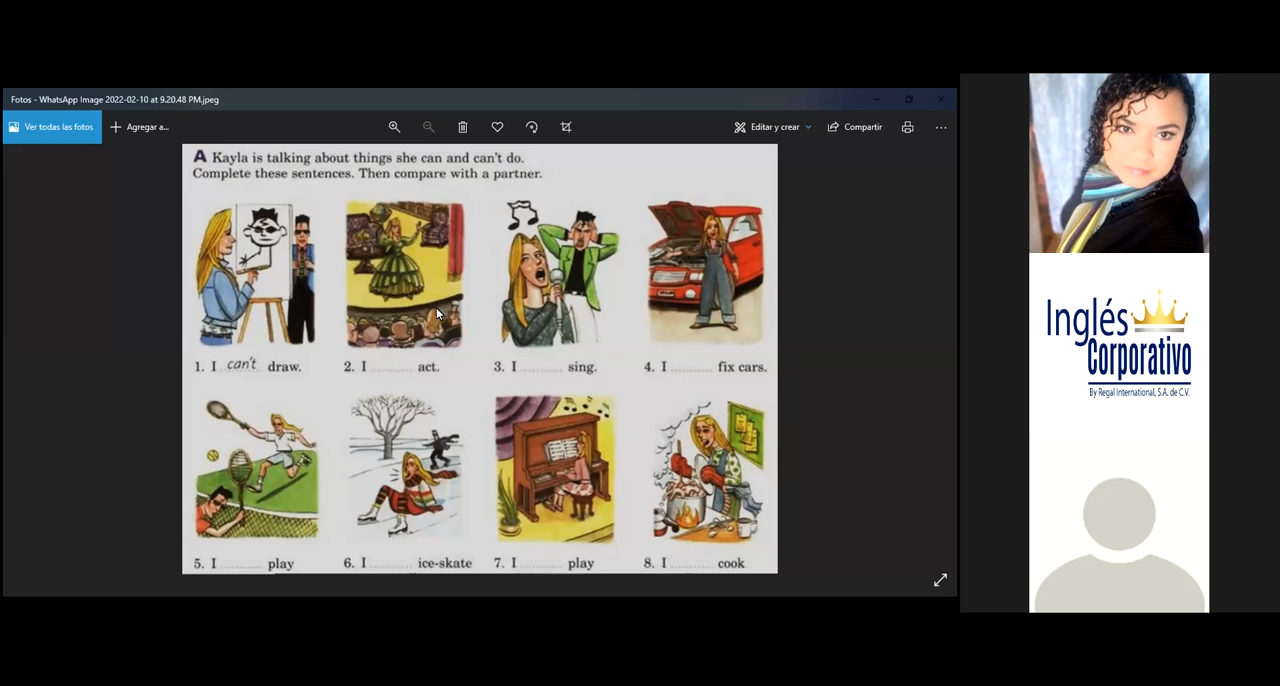 Fotos - WhatsApp Image 2022-02-10 at 9.20.48 PM.jpeg
Ver todas las fotos
Agregar a...
Editar y crear
Compartir
A Kayla is talking about things she can and can't do.
Complete these sentences. Then compare with a partner.
1. I can't draw.
2. I .......... act.
3. I .......... sing.
4. I .......... fix cars.
5. I .......... play
6. I .......... ice-skate
7. I .......... play
8. I .......... cook
Inglés
Corporativo
By Regal International, S.A. de C.V.